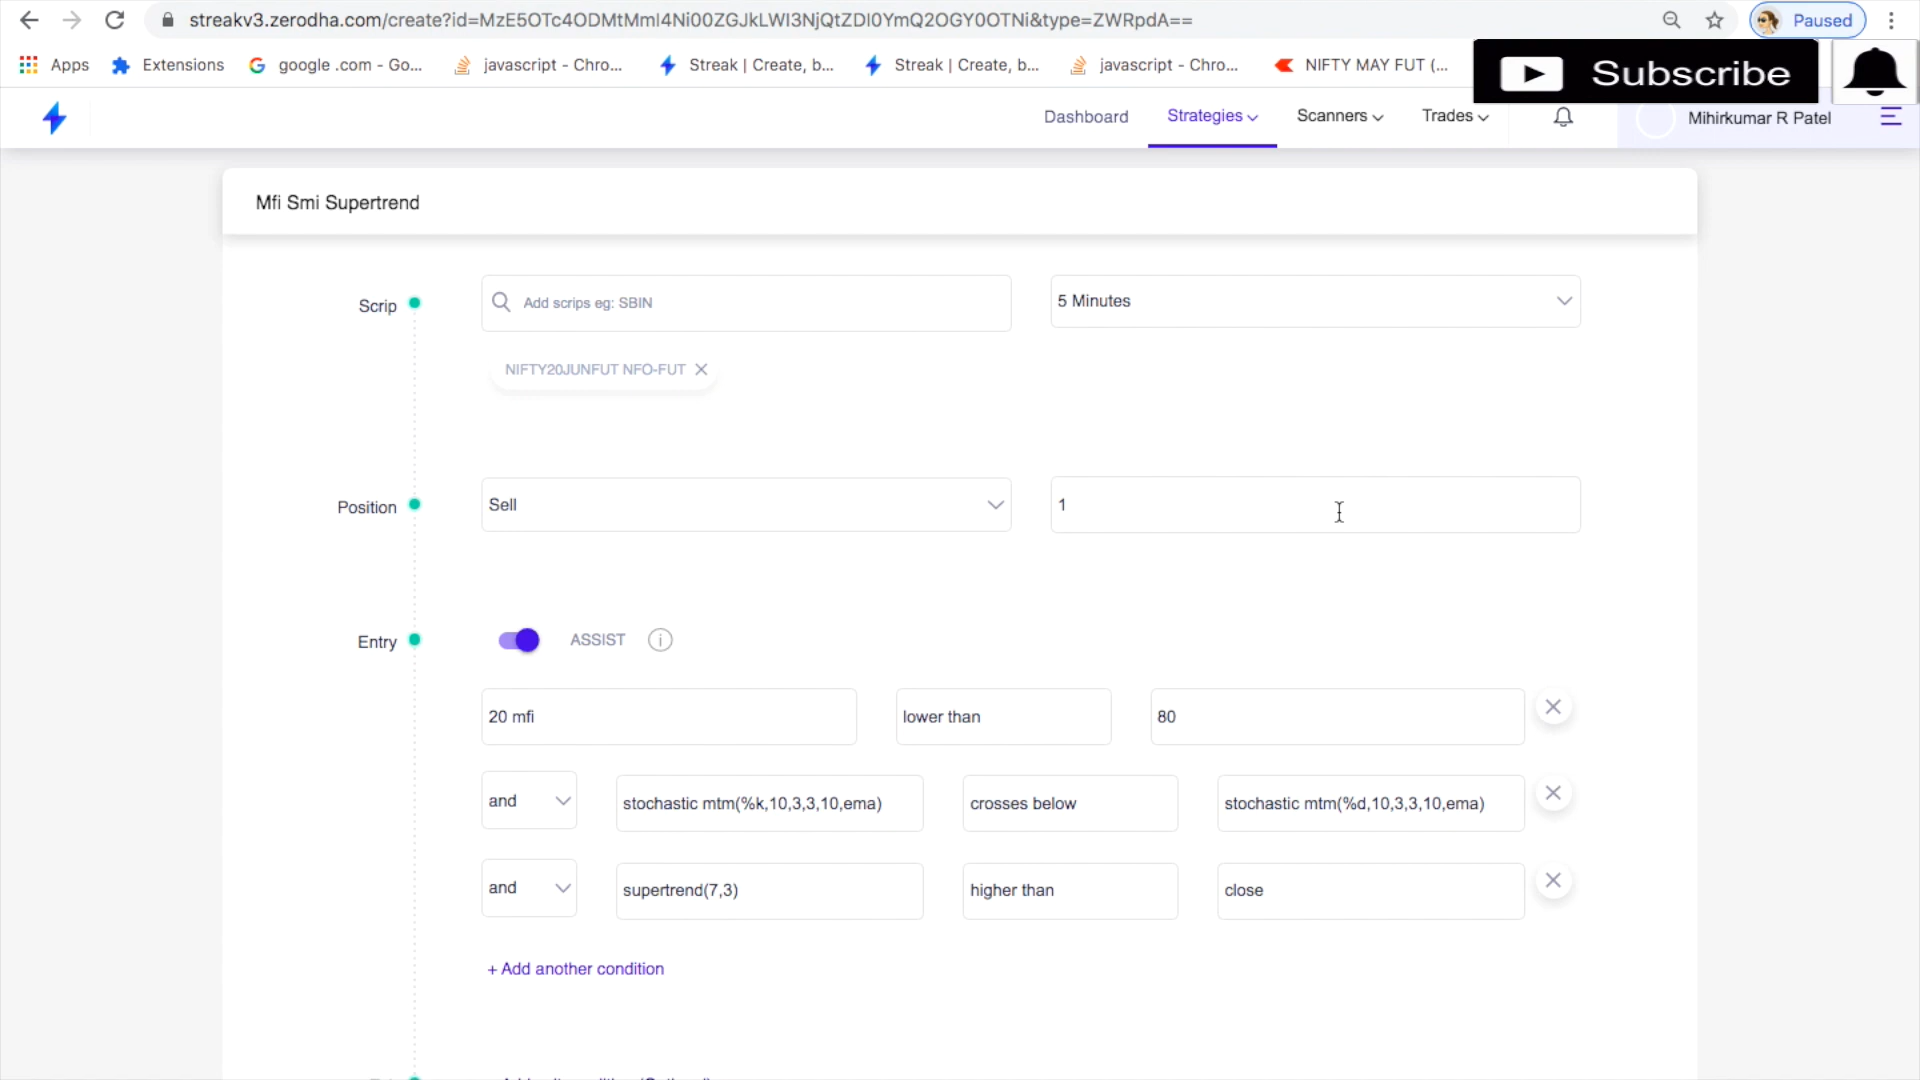 streakv3.zerodha.com/create?id=MzE5OTc4ODMtMmI4Ni00ZGJkLWI3NjQtZDI0YmQ2OGY0OTNi&type=ZWRpdA==
Paused
Apps
Extensions
google .com - Go...
javascript - Chro...
Streak | Create, b...
Streak | Create, b...
javascript - Chro...
NIFTY MAY FUT (...
Subscribe
Dashboard
Strategies
Scanners
Trades
Mihirkumar R Patel
Mfi Smi Supertrend
Scrip
Add scrips eg: SBIN
5 Minutes
NIFTY20JUNFUT NFO-FUT
Position
Sell
1
Entry
ASSIST
20 mfi
lower than
80
and
stochastic mtm(%k,10,3,3,10,ema)
crosses below
stochastic mtm(%d,10,3,3,10,ema)
and
supertrend(7,3)
higher than
close
+ Add another condition